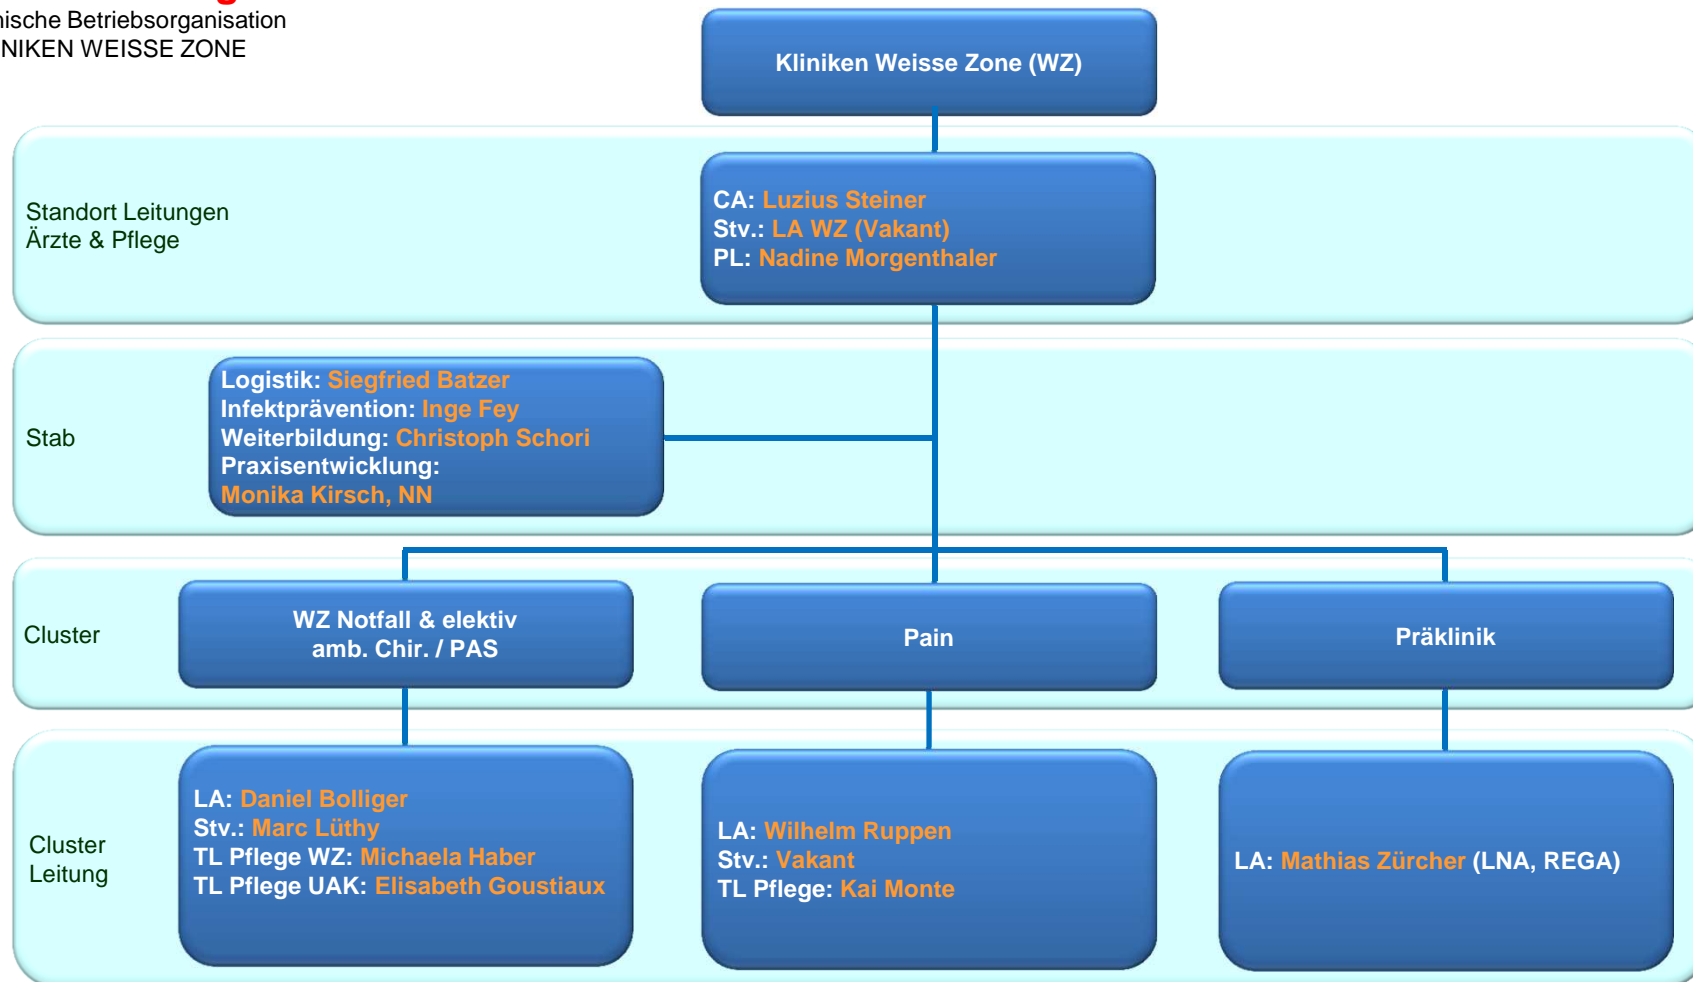 nische Betriebsorganisation
NIKEN WEISSE ZONE
Kliniken Weisse Zone (WZ)
Standort Leitungen
Ärzte & Pflege
CA: Luzius Steiner
Stv.: LA WZ (Vakant)
PL: Nadine Morgenthaler
Stab
Logistik: Siegfried Batzer
Infektprävention: Inge Fey
Weiterbildung: Christoph Schori
Praxisentwicklung:
Monika Kirsch, NN
Cluster
WZ Notfall & elektiv
amb. Chir. / PAS
Pain
Präklinik
Cluster
Leitung
LA: Daniel Bolliger
Stv.: Marc Lüthy
TL Pflege WZ: Michaela Haber
TL Pflege UAK: Elisabeth Goustiaux
LA: Wilhelm Ruppen
Stv.: Vakant
TL Pflege: Kai Monte
LA: Mathias Zürcher (LNA, REGA)